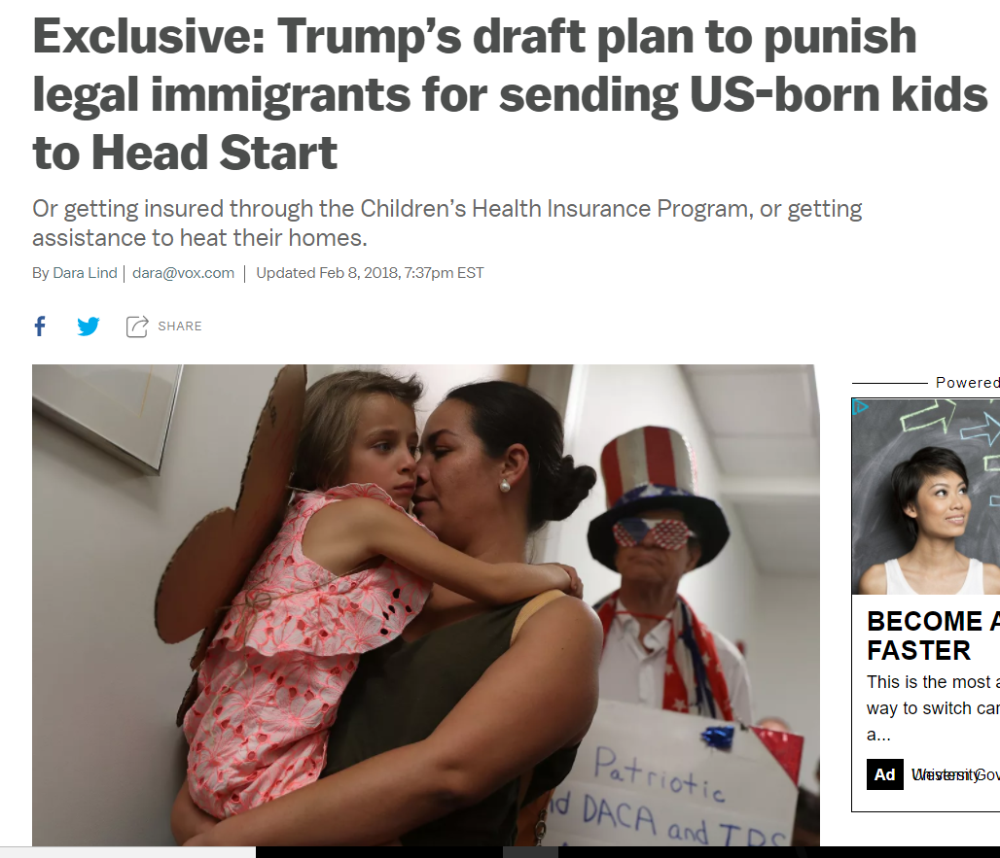 Exclusive: Trump’s draft plan to punish
legal immigrants for sending US-born kids
to Head Start
Or getting insured through the Children’s Health Insurance Program, or getting
assistance to heat their homes.
By Dara Lind | dara@vox.com | Updated Feb 8, 2018, 7:37pm EST
SHARE
Patriotic
nd DACA and TPS
Powered
BECOME A
FASTER
This is the most a
way to switch car
a...
Ad